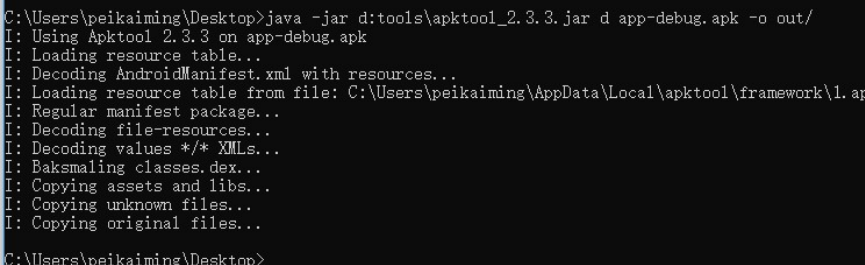 C:\Users\peikaiming\Desktop>java -jar d:tools\apktool_2.3.3.jar d app-debug.apk -o out/
I: Using Apktool 2.3.3 on app-debug.apk
I: Loading resource table...
I: Decoding AndroidManifest.xml with resources...
I: Loading resource table from file: C:\Users\peikaiming\AppData\Local\apktool\framework\1.ap
I: Regular manifest package...
I: Decoding file-resources...
I: Decoding values */* XMLs...
I: Baksmaling classes.dex...
I: Copying assets and libs...
I: Copying unknown files...
I: Copying original files...
C:\Users\peikaiming\Desktop>